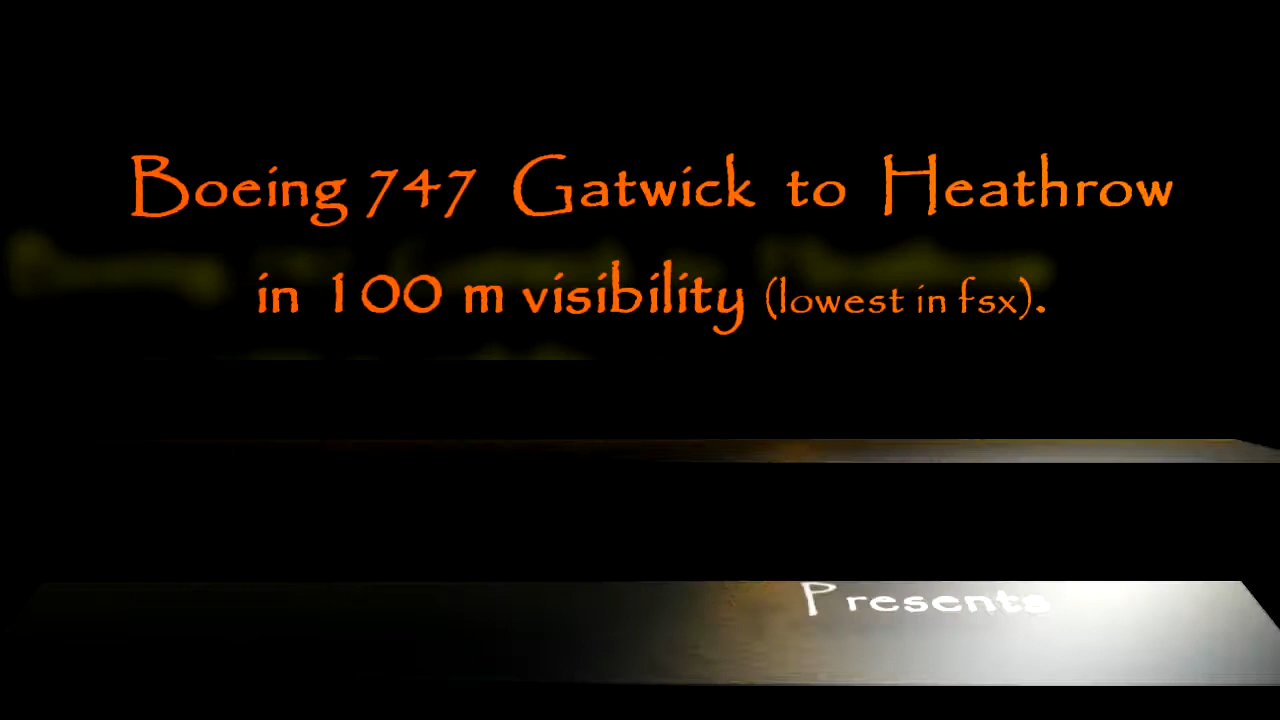 Boeing 747 Gatwick to Heathrow
in 100 m visibility (lowest in fsx).
Presents